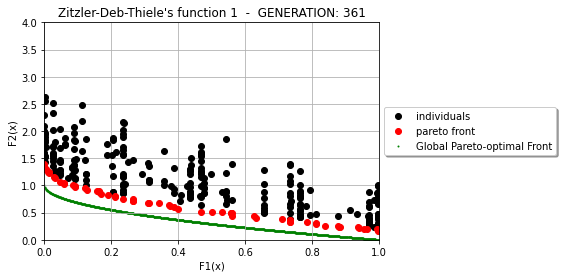 Zitzler-Deb-Thiele's function 1 - GENERATION: 361
4.0
3.5
3.0
2.5
2.0
1.5
1.0
0.5
0.0
F2(x)
0.0 0.2 0.4 0.6 0.8 1.0
F1(x)
individuals
pareto front
Global Pareto-optimal Front